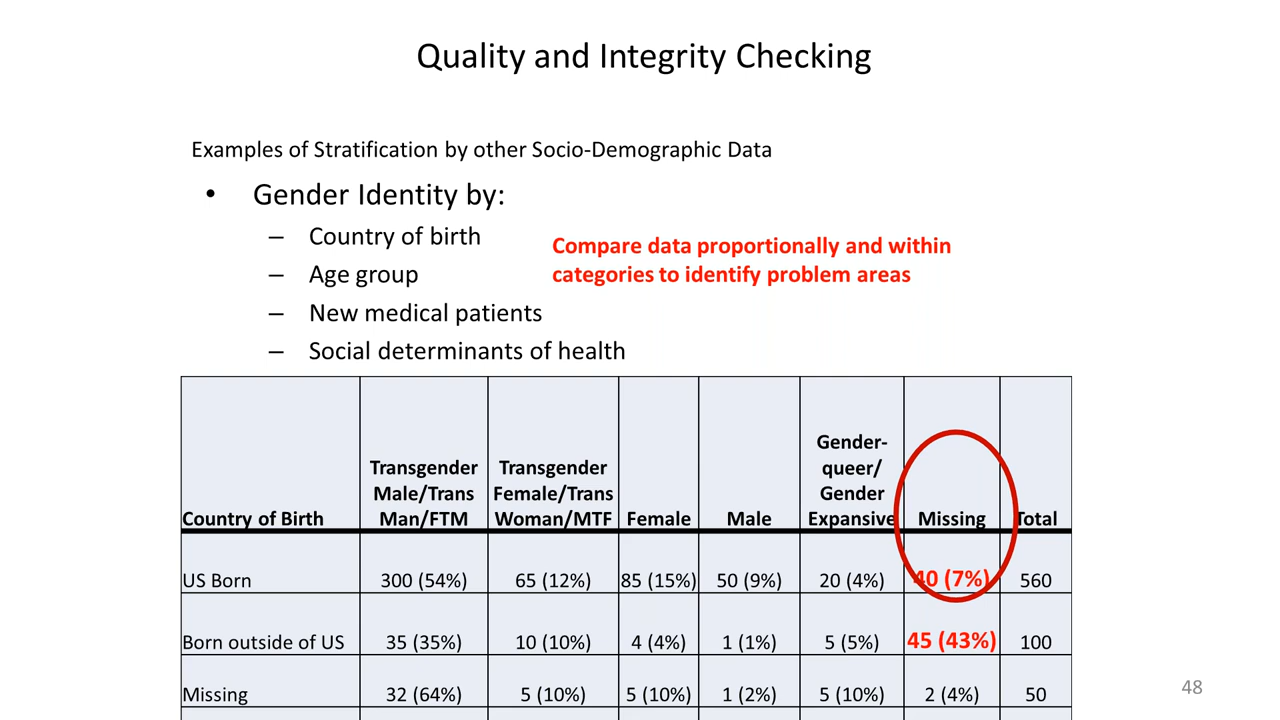 Quality and Integrity Checking
Examples of Stratification by other Socio-Demographic Data
• Gender Identity by:
– Country of birth
– Age group
– New medical patients
– Social determinants of health
Compare data proportionally and within
categories to identify problem areas
Country of Birth Transgender Male/Trans Man/FTM Transgender Female/Trans Woman/MTF Female Male Gender-queer/ Gender Expansive Missing Total
US Born 300 (54%) 65 (12%) 85 (15%) 50 (9%) 20 (4%) 40 (7%) 560
Born outside of US 35 (35%) 10 (10%) 4 (4%) 1 (1%) 5 (5%) 45 (43%) 100
Missing 32 (64%) 5 (10%) 5 (10%) 1 (2%) 5 (10%) 2 (4%) 50
48